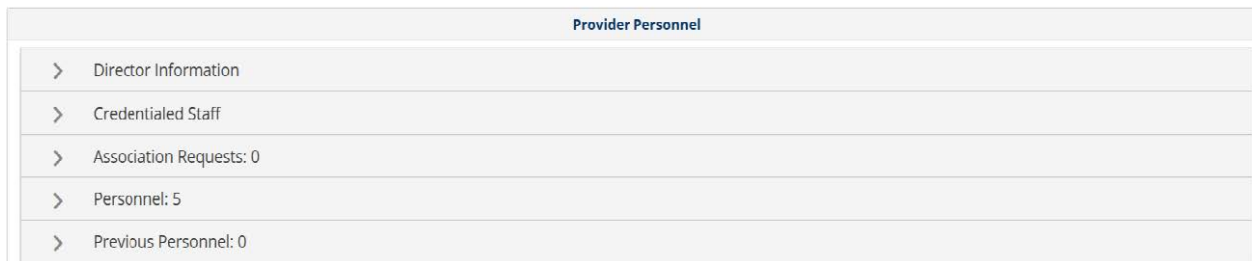 Provider Personnel
Director Information
Credentialed Staff
Association Requests: 0
Personnel: 5
Previous Personnel: 0